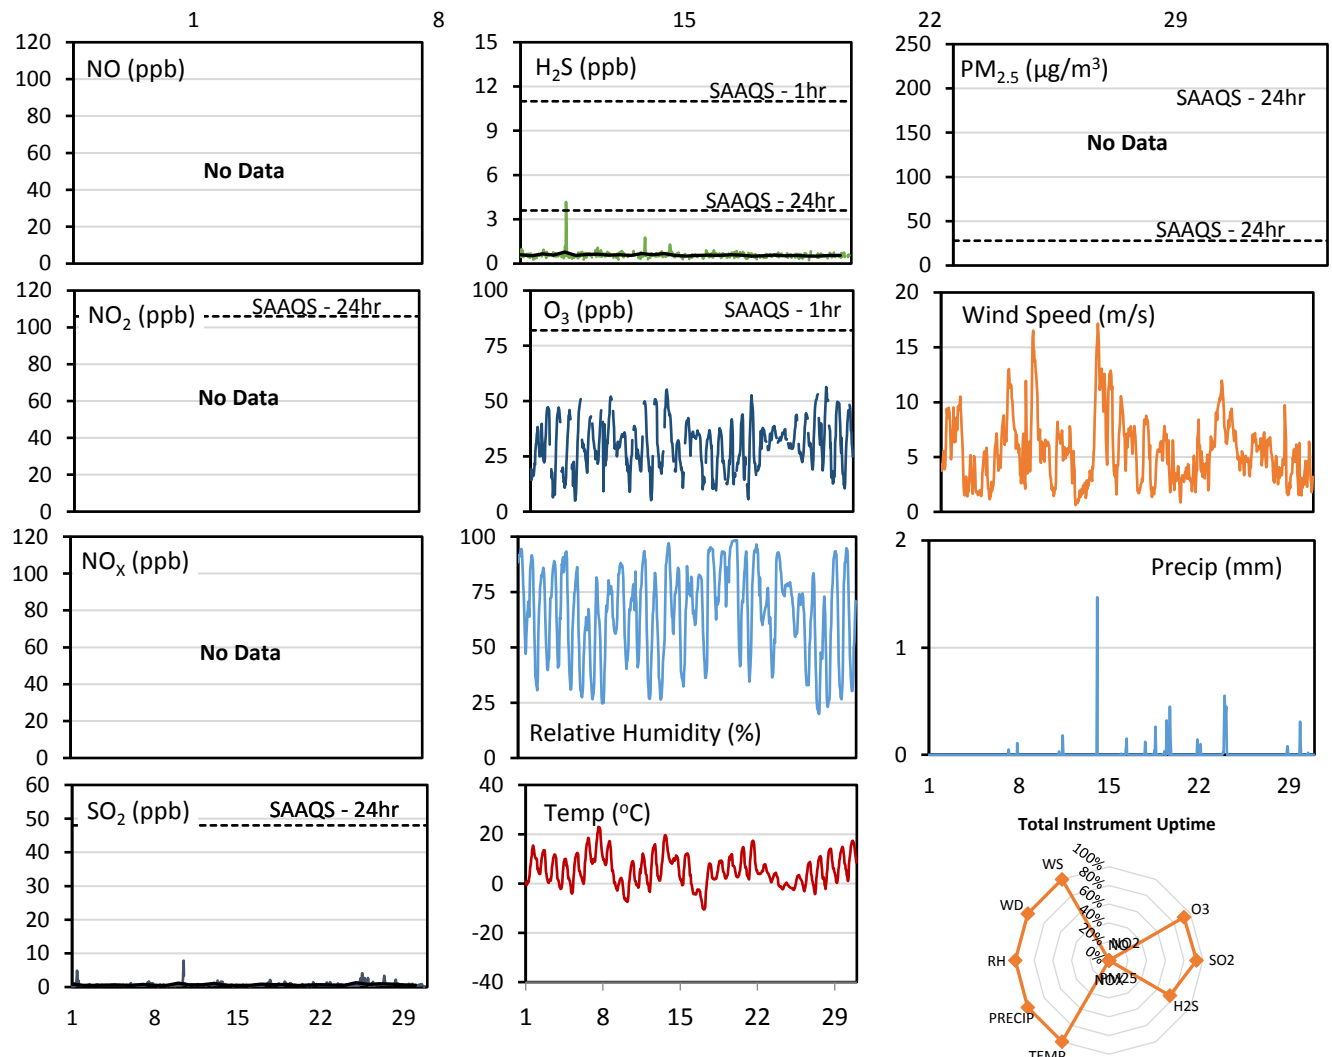 1 8 15 22 29
120
100
80
60
40
20
0
NO (ppb)
No Data
15
12
9
6
3
0
H₂S (ppb)
SAAQS - 1hr
SAAQS - 24hr
250
200
150
100
50
0
PM₂.₅ (µg/m³)
SAAQS - 24hr
No Data
SAAQS - 24hr
120
100
80
60
40
20
0
NO₂ (ppb)
SAAQS - 24hr
No Data
100
75
50
25
0
O₃ (ppb)
SAAQS - 1hr
20
15
10
5
0
Wind Speed (m/s)
120
100
80
60
40
20
0
NOₓ (ppb)
No Data
100
75
50
25
0
Relative Humidity (%)
2
1
0
Precip (mm)
1 8 15 22 29
60
50
40
30
20
10
0
SO₂ (ppb)
SAAQS - 24hr
1 8 15 22 29
40
20
0
-20
-40
Temp (°C)
1 8 15 22 29
Total Instrument Uptime
100%
80%
60%
40%
20%
0%
NO
NO2
O3
SO2
H2S
PM25
NOX
TEMP
PRECIP
RH
WD
WS